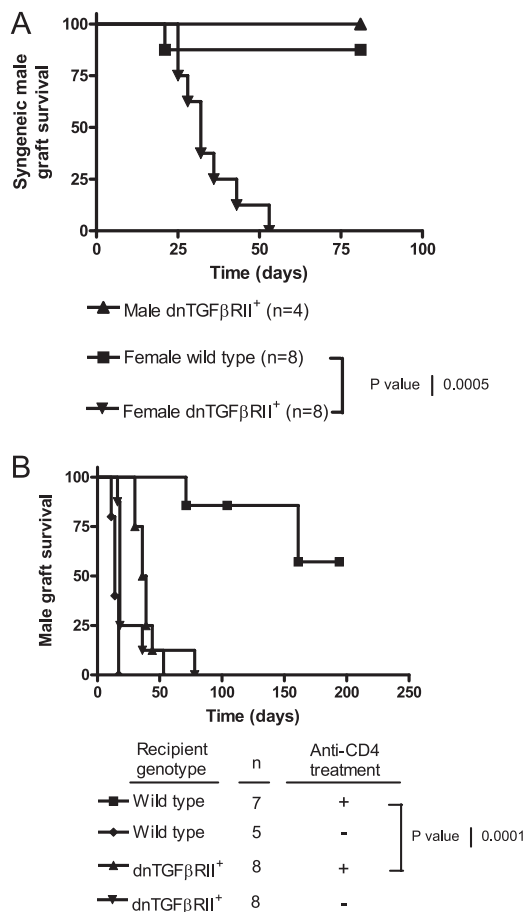 A
Syngeneic male
graft survival
100
75
50
25
0
0 25 50 75 100
Time (days)
Male dnTGFβRII+ (n=4)
Female wild type (n=8)
Female dnTGFβRII+ (n=8)
P value | 0.0005
B
Male graft survival
100
75
50
25
0
0 50 100 150 200 250
Time (days)
Recipient genotype n Anti-CD4 treatment
Wild type 7 +
Wild type 5 -
dnTGFβRII+ 8 +
dnTGFβRII+ 8 -
P value | 0.0001